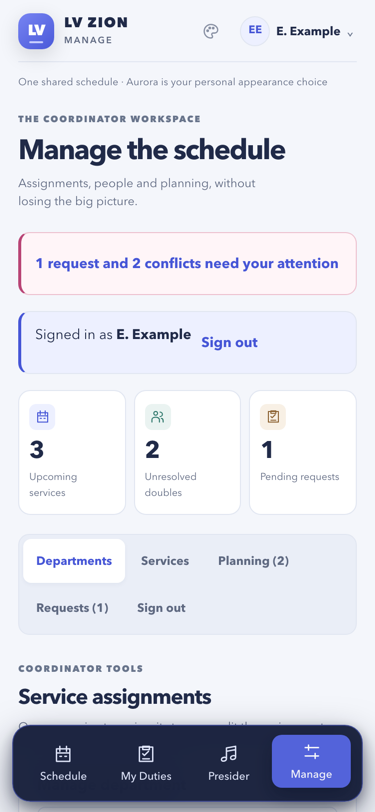 LV
LV ZION
MANAGE
EE
E. Example
One shared schedule · Aurora is your personal appearance choice
THE COORDINATOR WORKSPACE
Manage the schedule
Assignments, people and planning, without
losing the big picture.
1 request and 2 conflicts need your attention
Signed in as E. Example
Sign out
3
Upcoming
services
2
Unresolved
doubles
1
Pending requests
Departments
Services
Planning (2)
Requests (1)
Sign out
COORDINATOR TOOLS
Service assignments
Schedule
My Duties
Presider
Manage